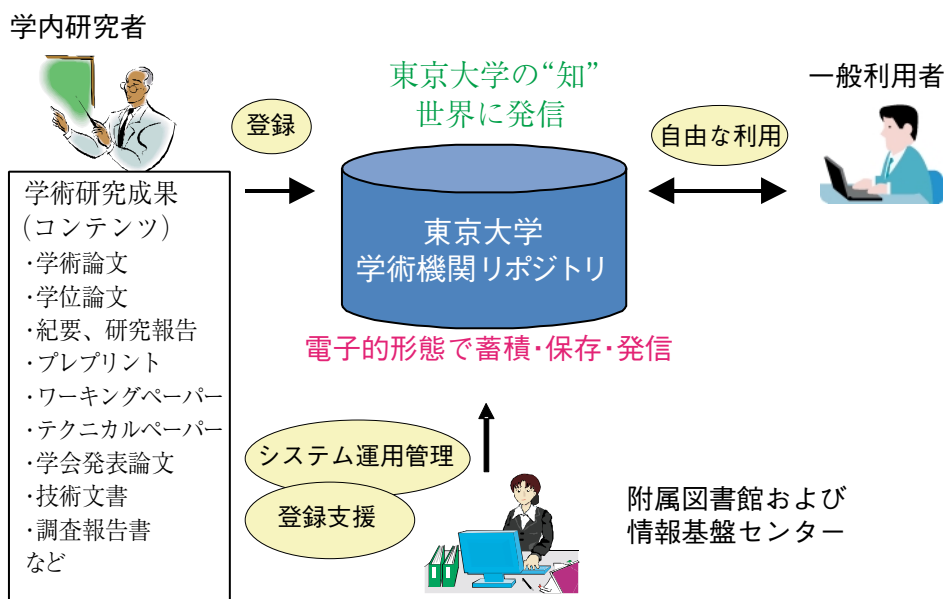 学内研究者
登録
東京大学の“知”
世界に発信
一般利用者
自由な利用
学術研究成果
(コンテンツ)
・学術論文
・学位論文
・紀要、研究報告
・プレプリント
・ワーキングペーパー
・テクニカルペーパー
・学会発表論文
・技術文書
・調査報告書
など
東京大学
学術機関リポジトリ
電子的形態で蓄積・保存・発信
システム運用管理
登録支援
附属図書館および
情報基盤センター